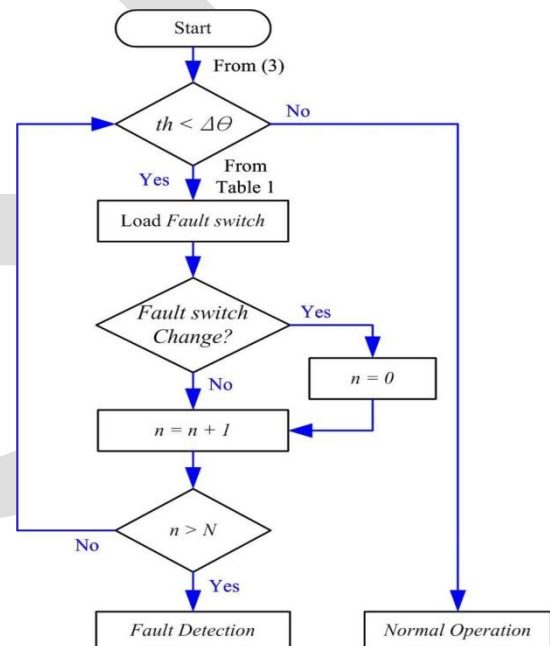 Start
From (3)
th < ΔΘ
No
Yes
From
Table 1
Load Fault switch
Fault switch
Change?
Yes
n = 0
No
n = n + 1
n > N
No
Yes
Fault Detection
Normal Operation